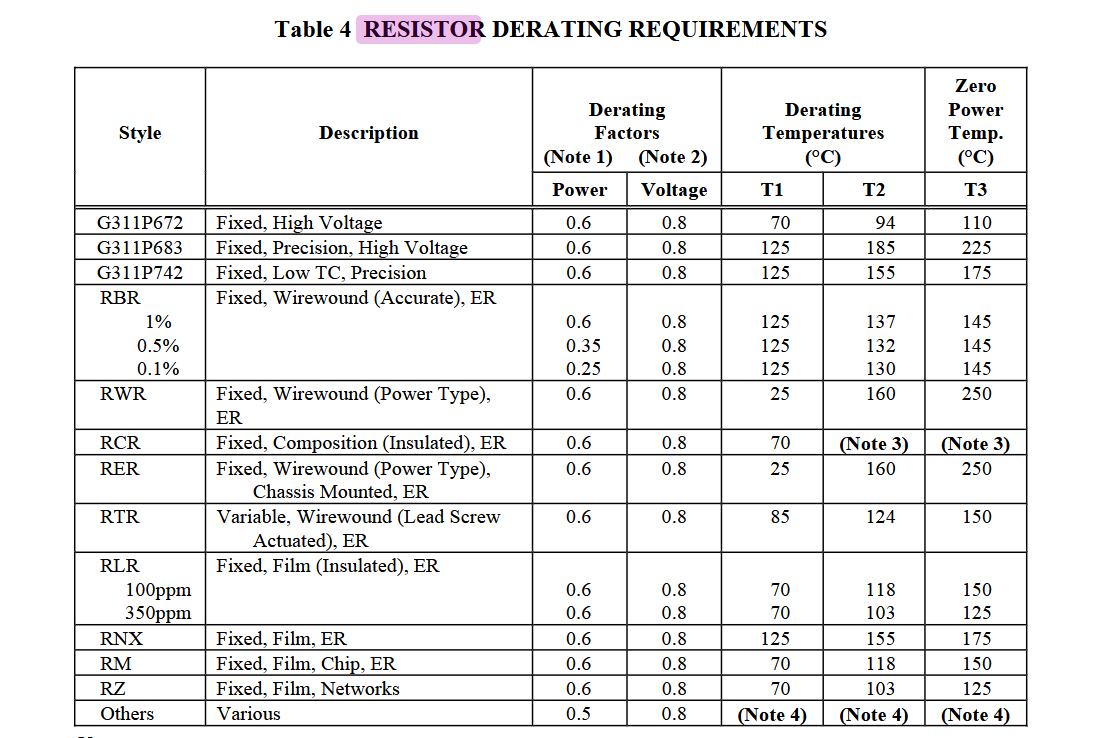 Table 4 RESISTOR DERATING REQUIREMENTS
Style Description Derating Factors (Note 1) (Note 2) Derating Temperatures (°C) Zero Power Temp. (°C)
Power Voltage T1 T2 T3
G311P672 Fixed, High Voltage 0.6 0.8 70 94 110
G311P683 Fixed, Precision, High Voltage 0.6 0.8 125 185 225
G311P742 Fixed, Low TC, Precision 0.6 0.8 125 155 175
RBR Fixed, Wirewound (Accurate), ER
1% 0.6 0.8 125 137 145
0.5% 0.35 0.8 125 132 145
0.1% 0.25 0.8 125 130 145
RWR Fixed, Wirewound (Power Type), 0.6 0.8 25 160 250
ER
RCR Fixed, Composition (Insulated), ER 0.6 0.8 70 (Note 3) (Note 3)
RER Fixed, Wirewound (Power Type), 0.6 0.8 25 160 250
Chassis Mounted, ER
RTR Variable, Wirewound (Lead Screw 0.6 0.8 85 124 150
Actuated), ER
RLR Fixed, Film (Insulated), ER
100ppm 0.6 0.8 70 118 150
350ppm 0.6 0.8 70 103 125
RNX Fixed, Film, ER 0.6 0.8 125 155 175
RM Fixed, Film, Chip, ER 0.6 0.8 70 118 150
RZ Fixed, Film, Networks 0.6 0.8 70 103 125
Others Various 0.5 0.8 (Note 4) (Note 4) (Note 4)